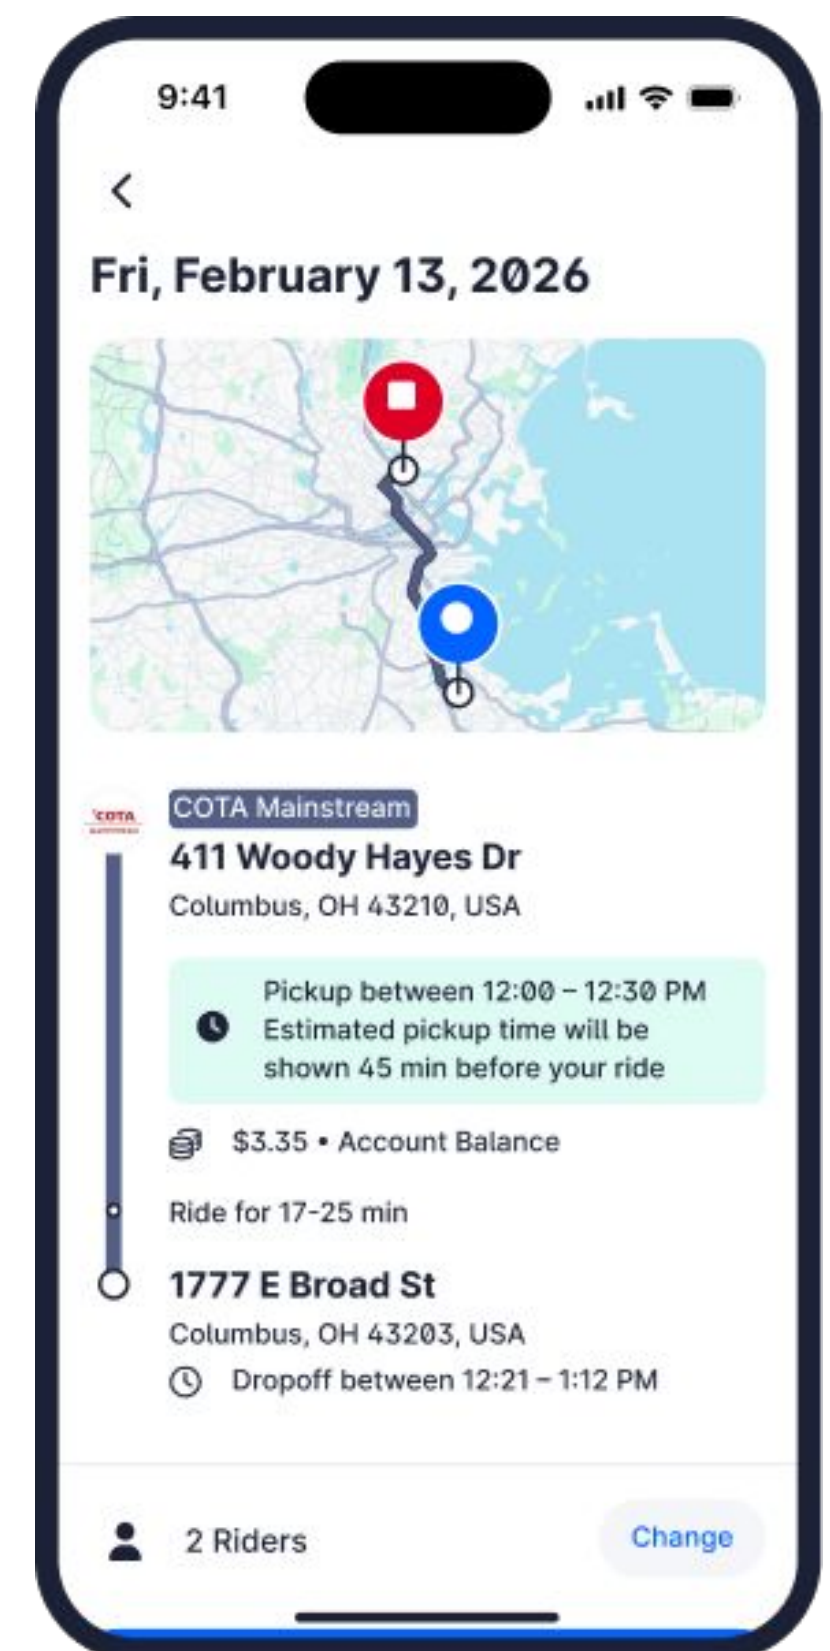 9:41
Fri, February 13, 2026
COTA
COTA Mainstream
411 Woody Hayes Dr
Columbus, OH 43210, USA
Pickup between 12:00 – 12:30 PM
Estimated pickup time will be
shown 45 min before your ride
$3.35 • Account Balance
Ride for 17-25 min
1777 E Broad St
Columbus, OH 43203, USA
Dropoff between 12:21 – 1:12 PM
2 Riders
Change